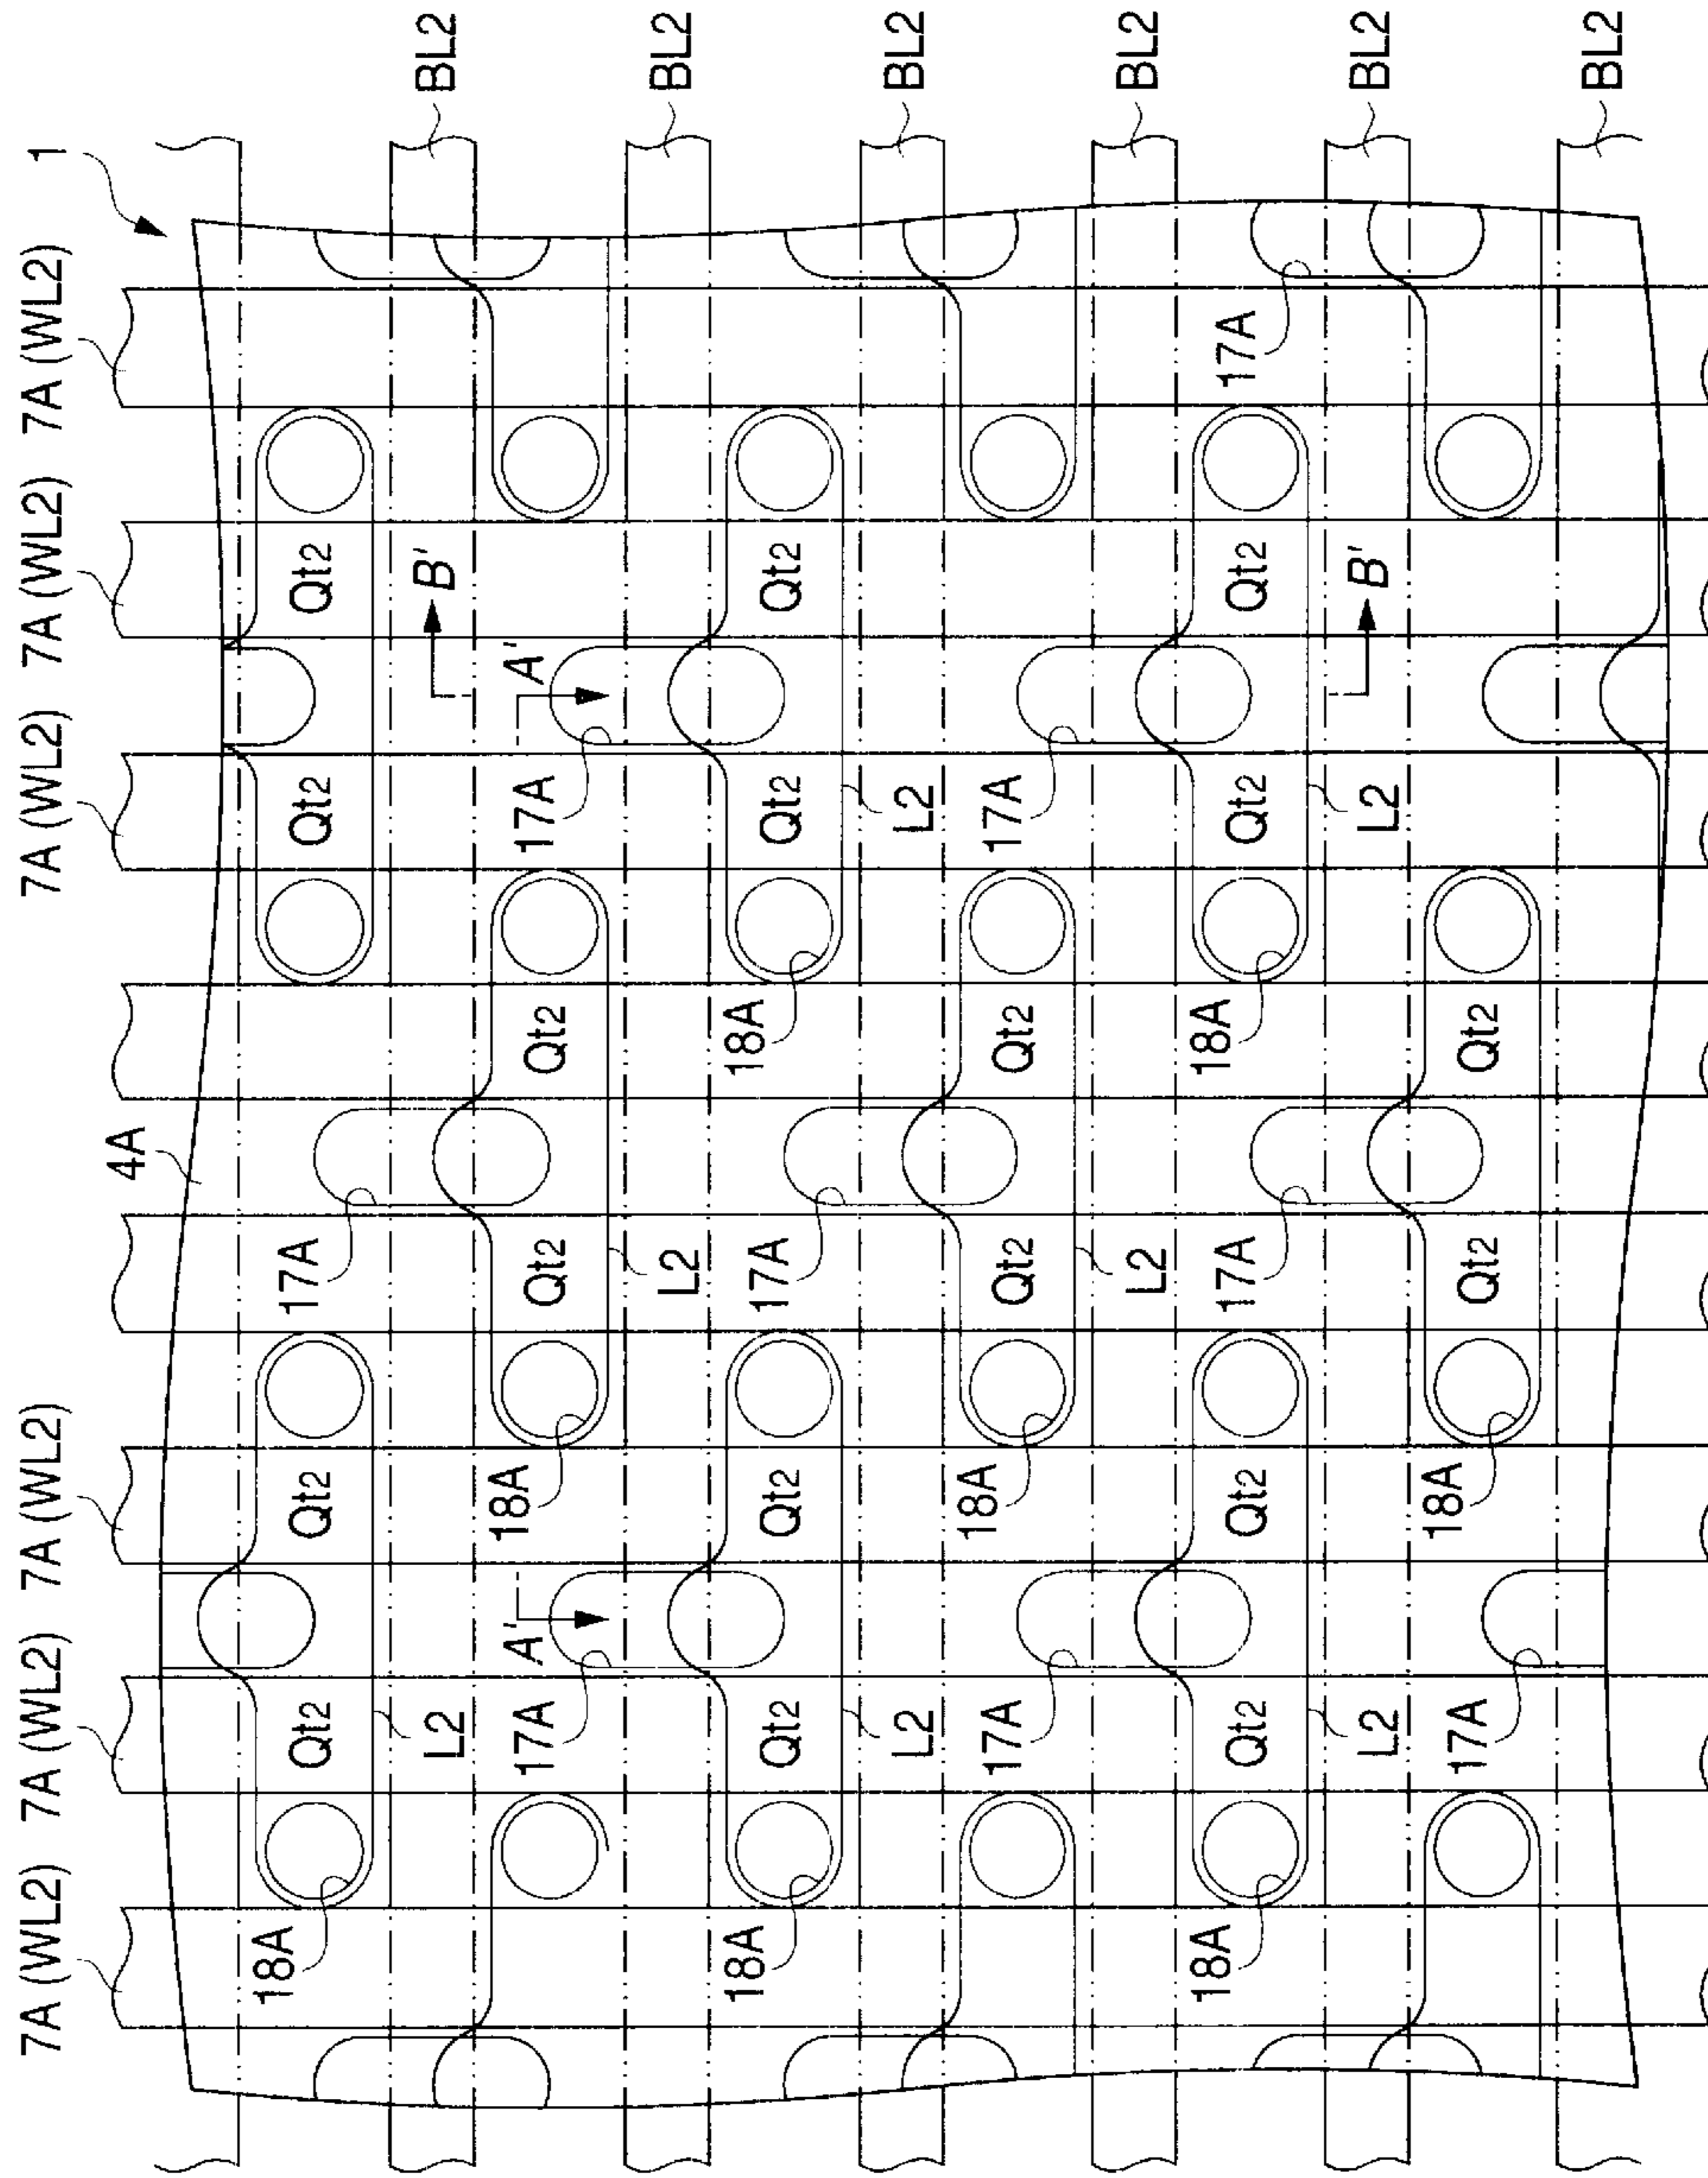 7A (WL2) 7A (WL2) 7A (WL2) 7A (WL2) 7A (WL2) 7A (WL2) 1
4A
18A 17A
Qt2 Qt2 Qt2 Qt2
L2 B' BL2
17A A' 18A 17A A'
Qt2 Qt2
L2 BL2
18A 17A 18A
Qt2 Qt2 Qt2 Qt2
L2 L2 BL2
17A 18A 17A
Qt2 Qt2
L2 BL2
18A 17A 18A 17A
Qt2 Qt2 Qt2 Qt2
L2 L2 B' BL2
17A 18A
Qt2 Qt2
BL2